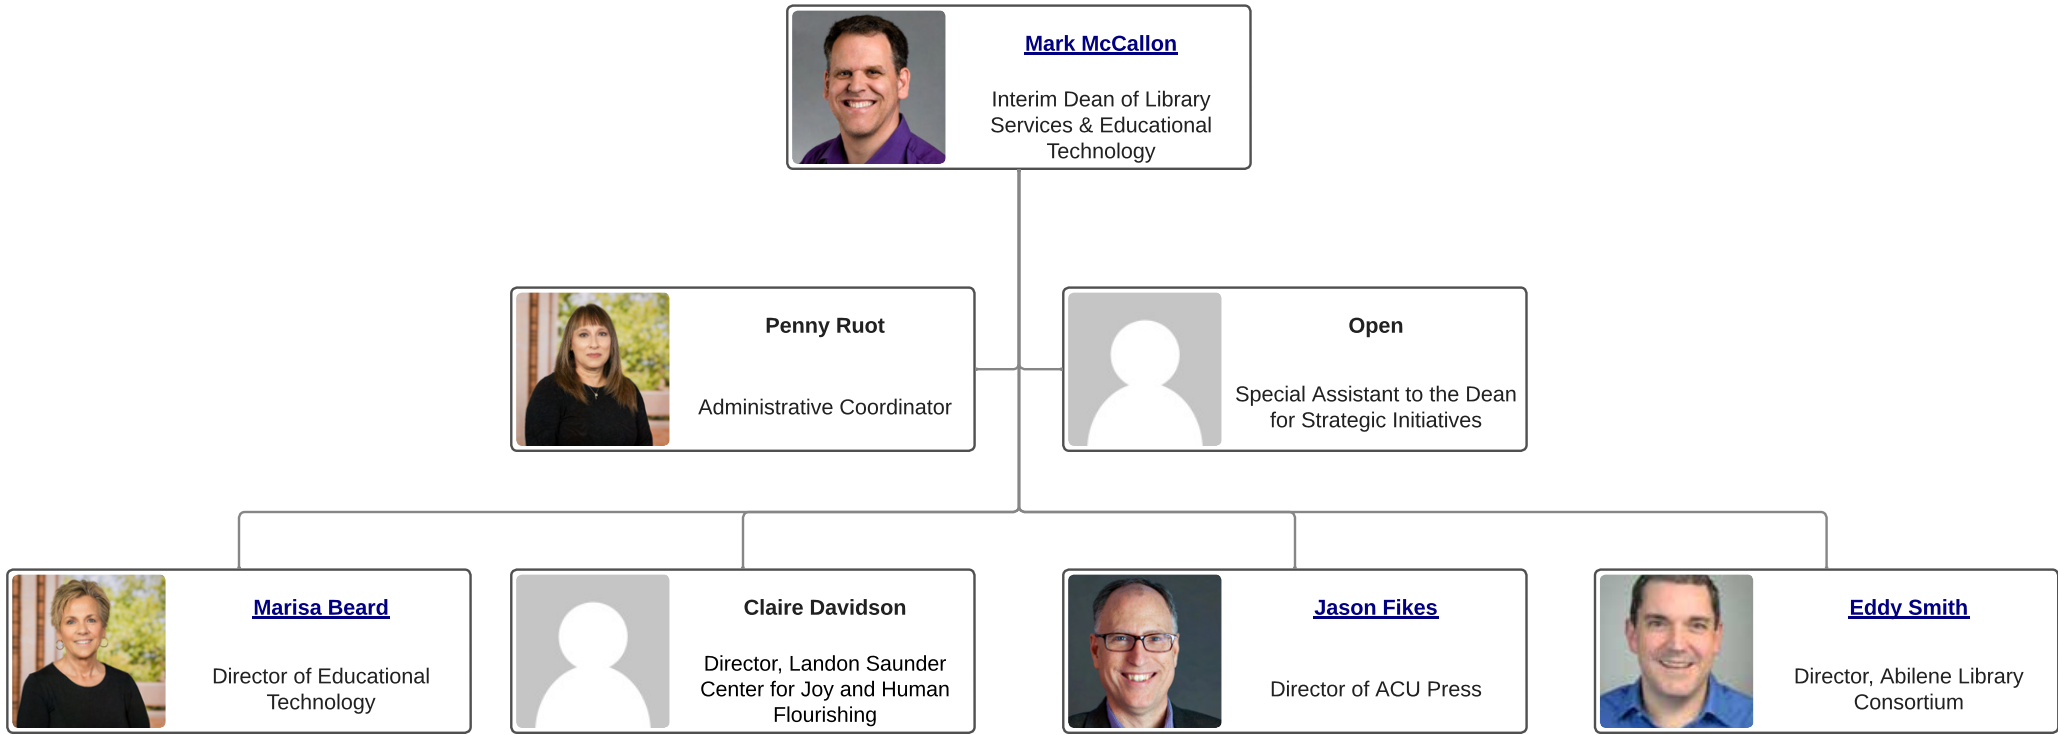 Mark McCallon
Interim Dean of Library
Services & Educational
Technology
Penny Ruot
Administrative Coordinator
Open
Special Assistant to the Dean
for Strategic Initiatives
Marisa Beard
Director of Educational
Technology
Claire Davidson
Director, Landon Saunder
Center for Joy and Human
Flourishing
Jason Fikes
Director of ACU Press
Eddy Smith
Director, Abilene Library
Consortium